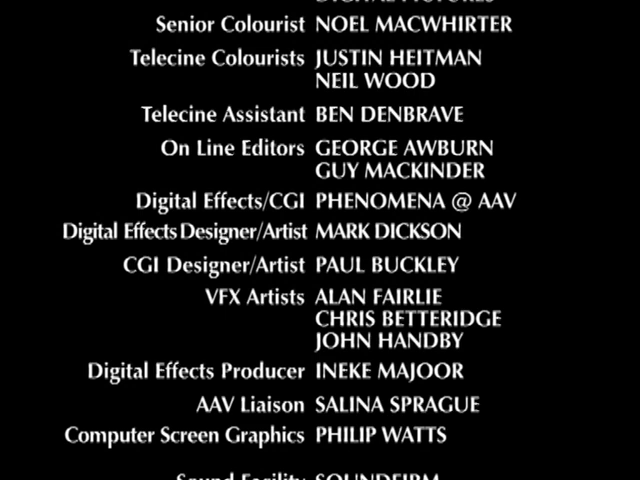 DIGITAL PICTURES
Senior Colourist NOEL MACWHIRTER
Telecine Colourists JUSTIN HEITMAN
NEIL WOOD
Telecine Assistant BEN DENBRAVE
On Line Editors GEORGE AWBURN
GUY MACKINDER
Digital Effects/CGI PHENOMENA @ AAV
Digital Effects Designer/Artist MARK DICKSON
CGI Designer/Artist PAUL BUCKLEY
VFX Artists ALAN FAIRLIE
CHRIS BETTERIDGE
JOHN HANDBY
Digital Effects Producer INEKE MAJOOR
AAV Liaison SALINA SPRAGUE
Computer Screen Graphics PHILIP WATTS
Sound Facility SOUNDFIRM